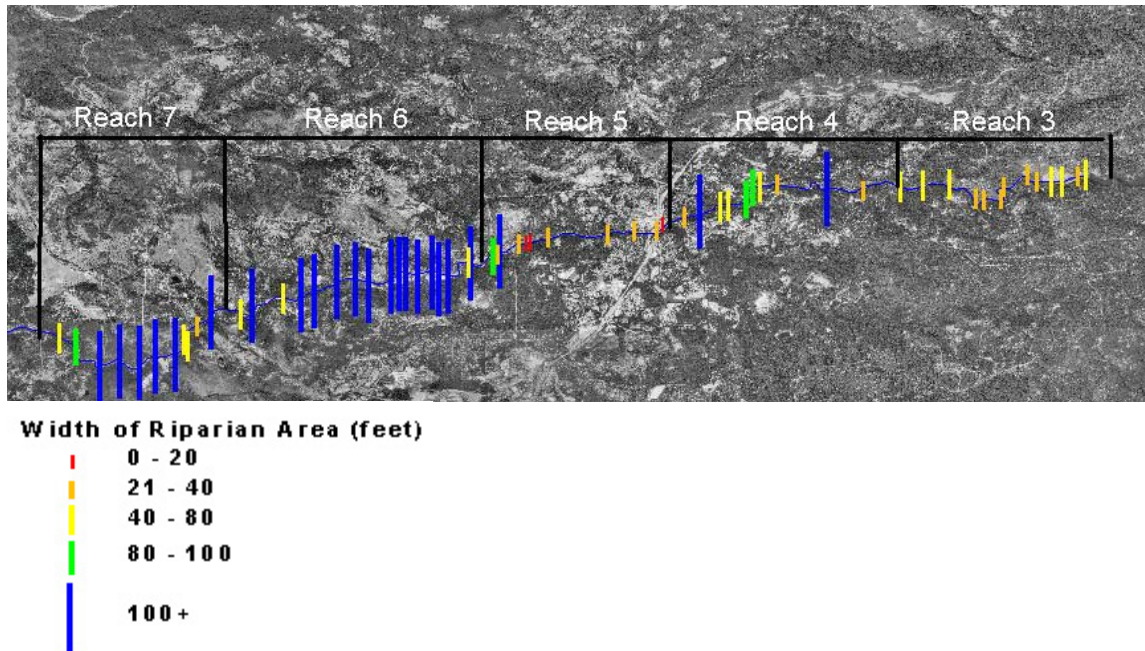 Reach 7 Reach 6 Reach 5 Reach 4 Reach 3
Width of Riparian Area (feet)
0 - 20
21 - 40
40 - 80
80 - 100
100+